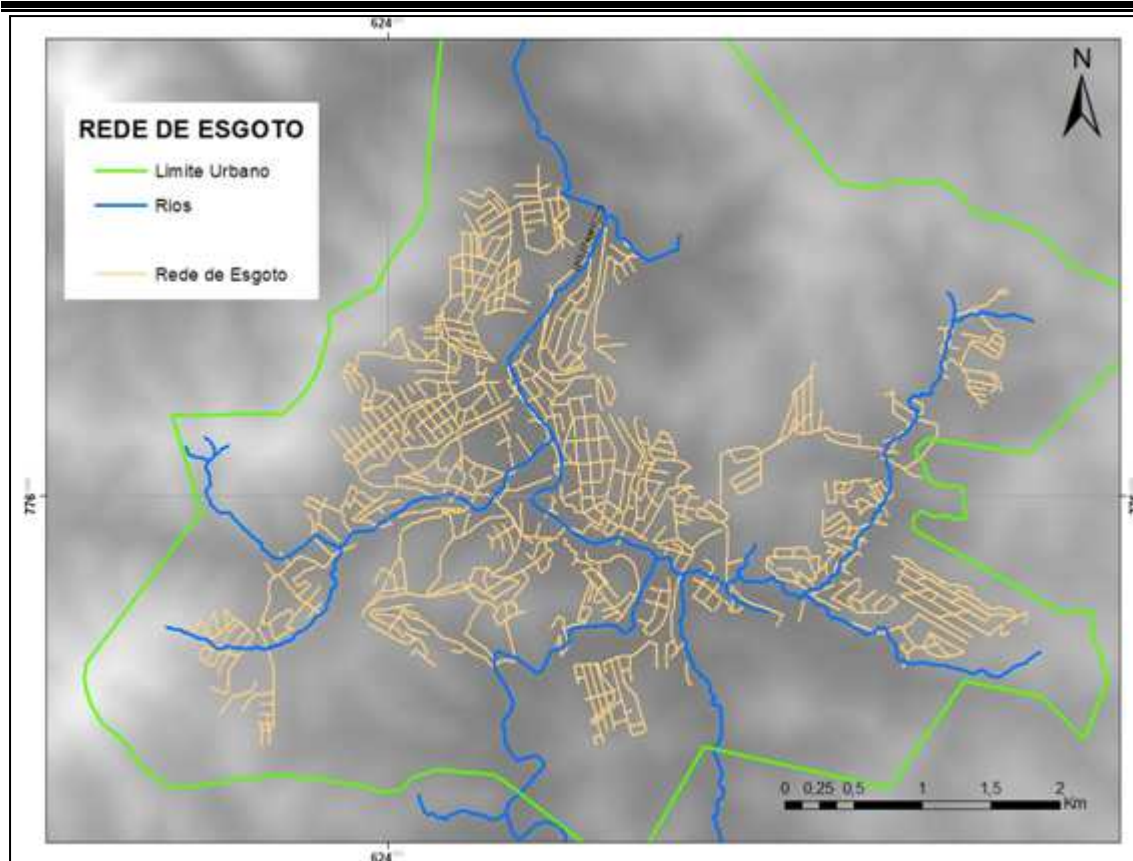 624
N
REDE DE ESGOTO
Limite Urbano
Rios
Rede de Esgoto
776
0 0,25 0,5 1 1,5 2
Km
624